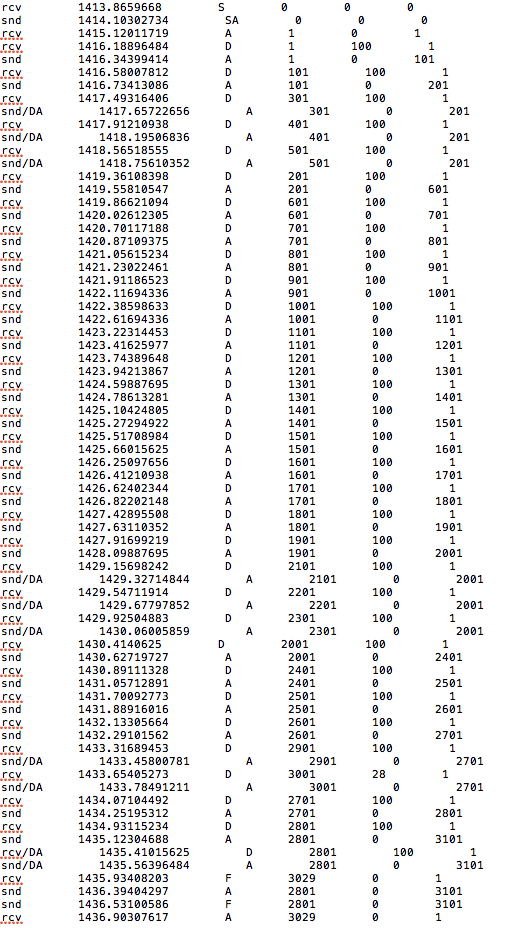 rcv 1413.8659668 S 0 0 0
snd 1414.10302734 SA 0 0 0
rcv 1415.12011719 A 1 0 1
rcv 1416.18896484 D 1 100 1
snd 1416.34399414 A 1 0 101
rcv 1416.58007812 D 101 100 1
snd 1416.73413086 A 101 0 201
rcv 1417.49316406 D 301 100 1
snd/DA 1417.65722656 A 301 0 201
rcv 1417.91210938 D 401 100 1
snd/DA 1418.19506836 A 401 0 201
rcv 1418.56518555 D 501 100 1
snd/DA 1418.75610352 A 501 0 201
rcv 1419.36108398 D 201 100 1
snd 1419.55810547 A 201 0 601
rcv 1419.86621094 D 601 100 1
snd 1420.02612305 A 601 0 701
rcv 1420.70117188 D 701 100 1
snd 1420.87109375 A 701 0 801
rcv 1421.05615234 D 801 100 1
snd 1421.23022461 A 801 0 901
rcv 1421.91186523 D 901 100 1
snd 1422.11694336 A 901 0 1001
rcv 1422.38598633 D 1001 100 1
snd 1422.61694336 A 1001 0 1101
rcv 1423.22314453 D 1101 100 1
snd 1423.41625977 A 1101 0 1201
rcv 1423.74389648 D 1201 100 1
snd 1423.94213867 A 1201 0 1301
rcv 1424.59887695 D 1301 100 1
snd 1424.78613281 A 1301 0 1401
rcv 1425.10424805 D 1401 100 1
snd 1425.27294922 A 1401 0 1501
rcv 1425.51708984 D 1501 100 1
snd 1425.66015625 A 1501 0 1601
rcv 1426.25097656 D 1601 100 1
snd 1426.41210938 A 1601 0 1701
rcv 1426.62402344 D 1701 100 1
snd 1426.82202148 A 1701 0 1801
rcv 1427.42895508 D 1801 100 1
snd 1427.63110352 A 1801 0 1901
rcv 1427.91699219 D 1901 100 1
snd 1428.09887695 A 1901 0 2001
rcv 1429.15698242 D 2101 100 1
snd/DA 1429.32714844 A 2101 0 2001
rcv 1429.54711914 D 2201 100 1
snd/DA 1429.67797852 A 2201 0 2001
rcv 1429.92504883 D 2301 100 1
snd/DA 1430.06005859 A 2301 0 2001
rcv 1430.4140625 D 2001 100 1
snd 1430.62719727 A 2001 0 2401
rcv 1430.89111328 D 2401 100 1
snd 1431.05712891 A 2401 0 2501
rcv 1431.70092773 D 2501 100 1
snd 1431.88916016 A 2501 0 2601
rcv 1432.13305664 D 2601 100 1
snd 1432.29101562 A 2601 0 2701
rcv 1433.31689453 D 2901 100 1
snd/DA 1433.45800781 A 2901 0 2701
rcv 1433.65405273 D 3001 28 1
snd/DA 1433.78491211 A 3001 0 2701
rcv 1434.07104492 D 2701 100 1
snd 1434.25195312 A 2701 0 2801
rcv 1434.93115234 D 2801 100 1
snd 1435.12304688 A 2801 0 3101
rcv/DA 1435.41015625 D 2801 100 1
snd/DA 1435.56396484 A 2801 0 3101
rcv 1435.93408203 F 3029 0 1
snd 1436.39404297 A 2801 0 3101
snd 1436.53100586 F 2801 0 3101
rcv 1436.90307617 A 3029 0 1